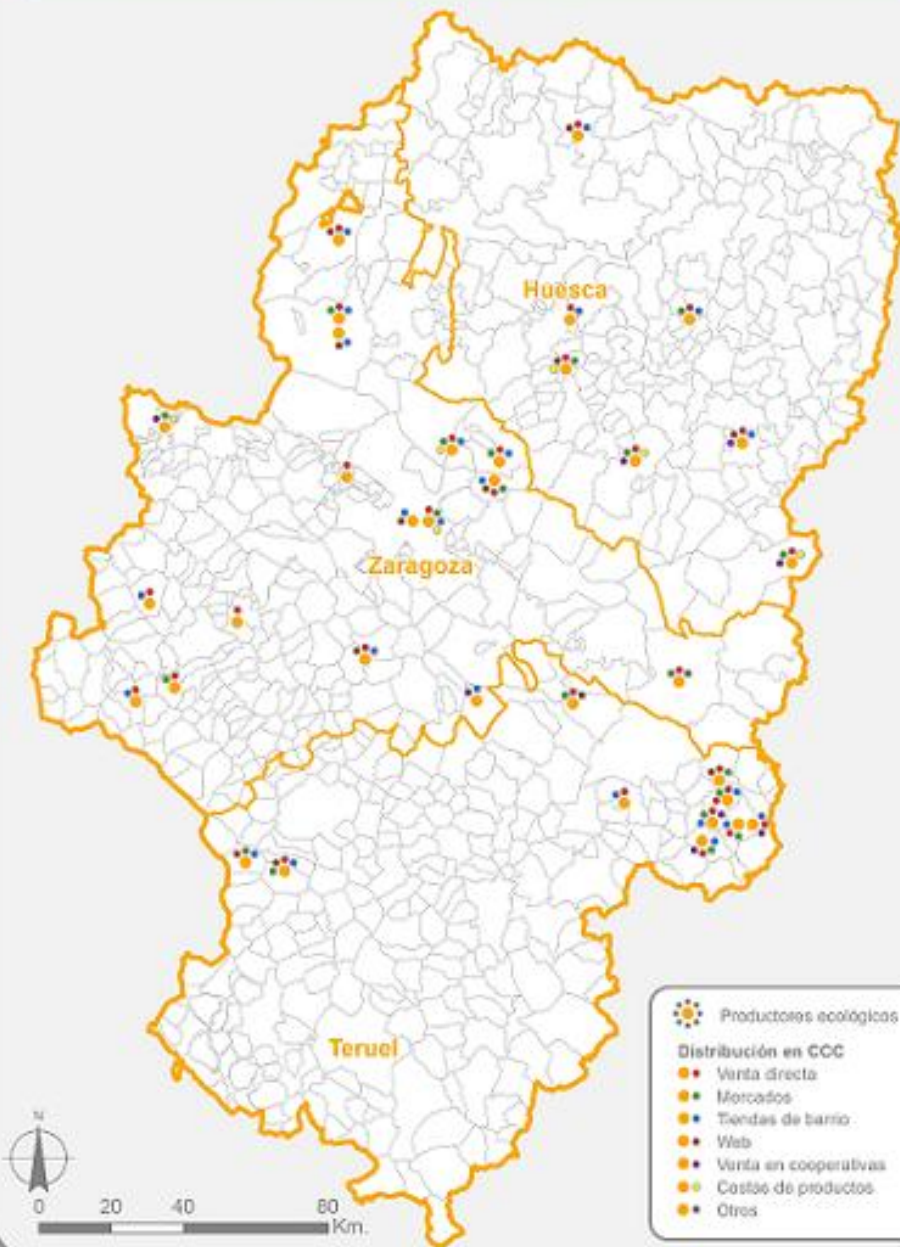 Huesca
Zaragoza
Teruel
N
0 20 40 80
Km.
Productores ecológicos
Distribución en CCC
Venta directa
Mercados
Tiendas de barrio
Web
Venta en cooperativas
Cestas de productos
Otros